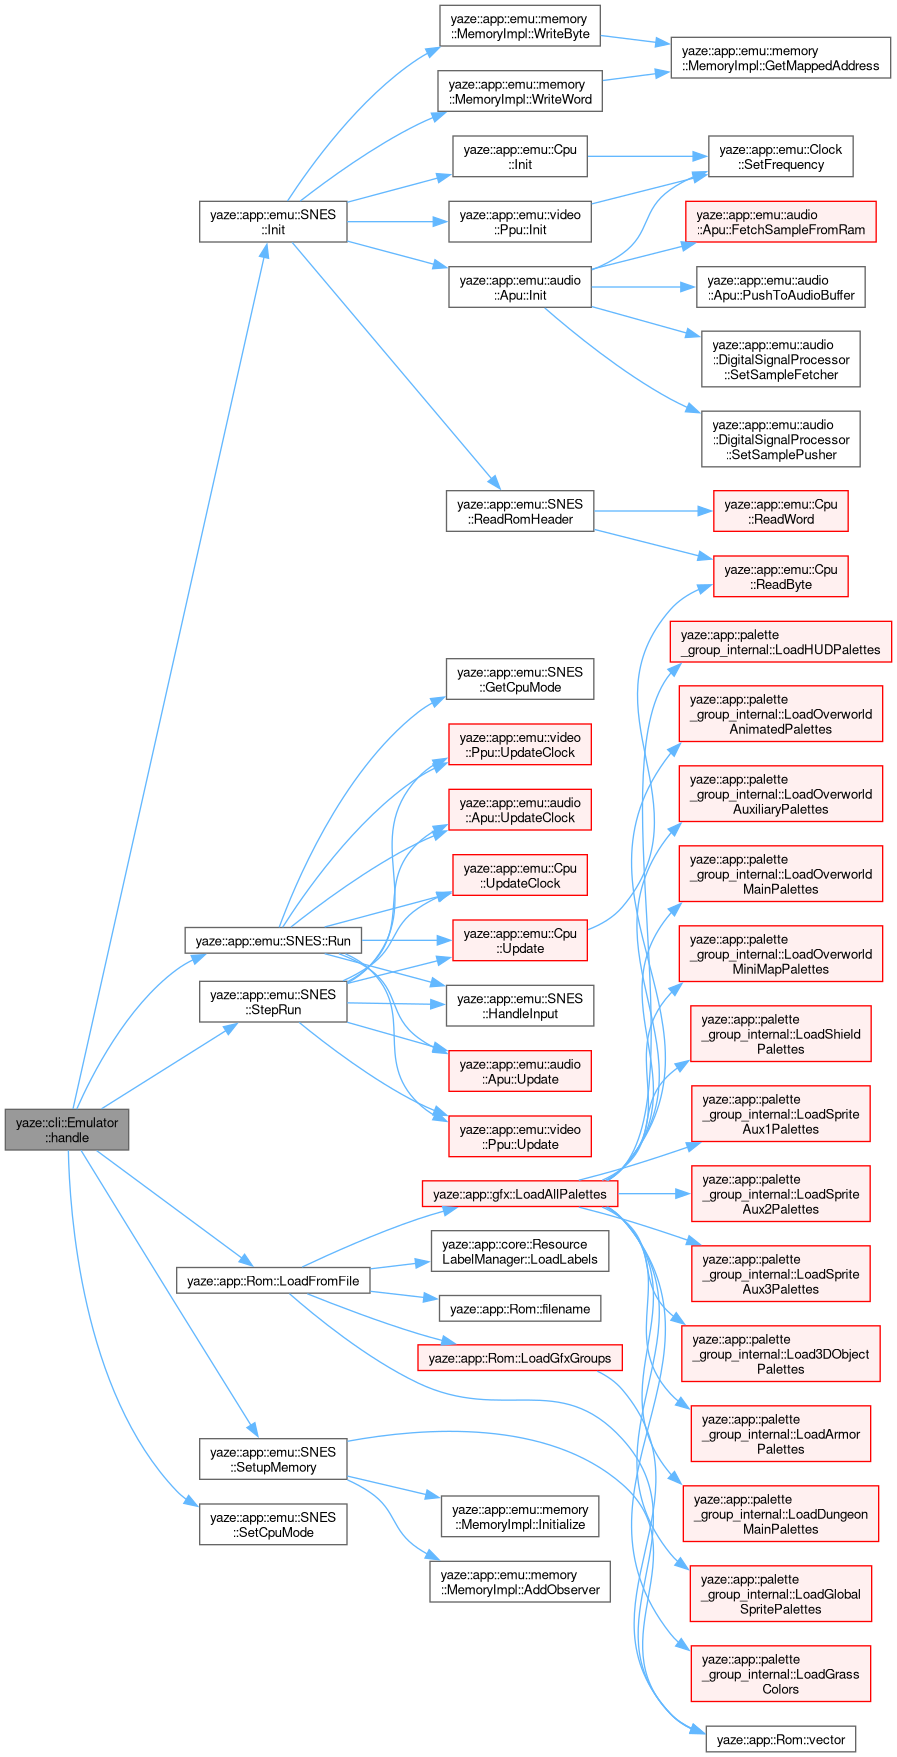 yaze::cli::Emulator
::handle
yaze::app::emu::SNES
::Init
yaze::app::emu::memory
::MemoryImpl::WriteByte
yaze::app::emu::memory
::MemoryImpl::GetMappedAddress
yaze::app::emu::memory
::MemoryImpl::WriteWord
yaze::app::emu::Cpu
::Init
yaze::app::emu::Clock
::SetFrequency
yaze::app::emu::video
::Ppu::Init
yaze::app::emu::audio
::Apu::Init
yaze::app::emu::audio
::Apu::FetchSampleFromRam
yaze::app::emu::audio
::Apu::PushToAudioBuffer
yaze::app::emu::audio
::DigitalSignalProcessor
::SetSampleFetcher
yaze::app::emu::audio
::DigitalSignalProcessor
::SetSamplePusher
yaze::app::emu::SNES
::ReadRomHeader
yaze::app::emu::Cpu
::ReadWord
yaze::app::emu::Cpu
::ReadByte
yaze::app::emu::SNES::Run
yaze::app::emu::SNES
::GetCpuMode
yaze::app::emu::video
::Ppu::UpdateClock
yaze::app::emu::audio
::Apu::UpdateClock
yaze::app::emu::Cpu
::UpdateClock
yaze::app::emu::Cpu
::Update
yaze::app::emu::SNES
::HandleInput
yaze::app::emu::audio
::Apu::Update
yaze::app::emu::video
::Ppu::Update
yaze::app::emu::SNES
::StepRun
yaze::app::Rom::LoadFromFile
yaze::app::gfx::LoadAllPalettes
yaze::app::palette
_group_internal::LoadHUDPalettes
yaze::app::palette
_group_internal::LoadOverworld
AnimatedPalettes
yaze::app::palette
_group_internal::LoadOverworld
AuxiliaryPalettes
yaze::app::palette
_group_internal::LoadOverworld
MainPalettes
yaze::app::palette
_group_internal::LoadOverworld
MiniMapPalettes
yaze::app::palette
_group_internal::LoadShield
Palettes
yaze::app::palette
_group_internal::LoadSprite
Aux1Palettes
yaze::app::palette
_group_internal::LoadSprite
Aux2Palettes
yaze::app::palette
_group_internal::LoadSprite
Aux3Palettes
yaze::app::palette
_group_internal::Load3DObject
Palettes
yaze::app::palette
_group_internal::LoadArmor
Palettes
yaze::app::palette
_group_internal::LoadDungeon
MainPalettes
yaze::app::palette
_group_internal::LoadGlobal
SpritePalettes
yaze::app::palette
_group_internal::LoadGrass
Colors
yaze::app::core::Resource
LabelManager::LoadLabels
yaze::app::Rom::filename
yaze::app::Rom::LoadGfxGroups
yaze::app::Rom::vector
yaze::app::emu::SNES
::SetupMemory
yaze::app::emu::memory
::MemoryImpl::Initialize
yaze::app::emu::memory
::MemoryImpl::AddObserver
yaze::app::emu::SNES
::SetCpuMode